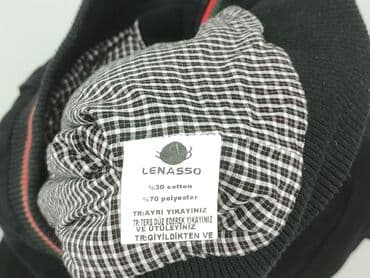 LENASSO
%30 cotton
%70 polyester
TR:AYRI YIKAYINIZ
TR:TERS DÜZ EDEREK YIKAYINIZ
VE ÜTÜLEYİNİZ
TR:GİYİLDİKTEN VE